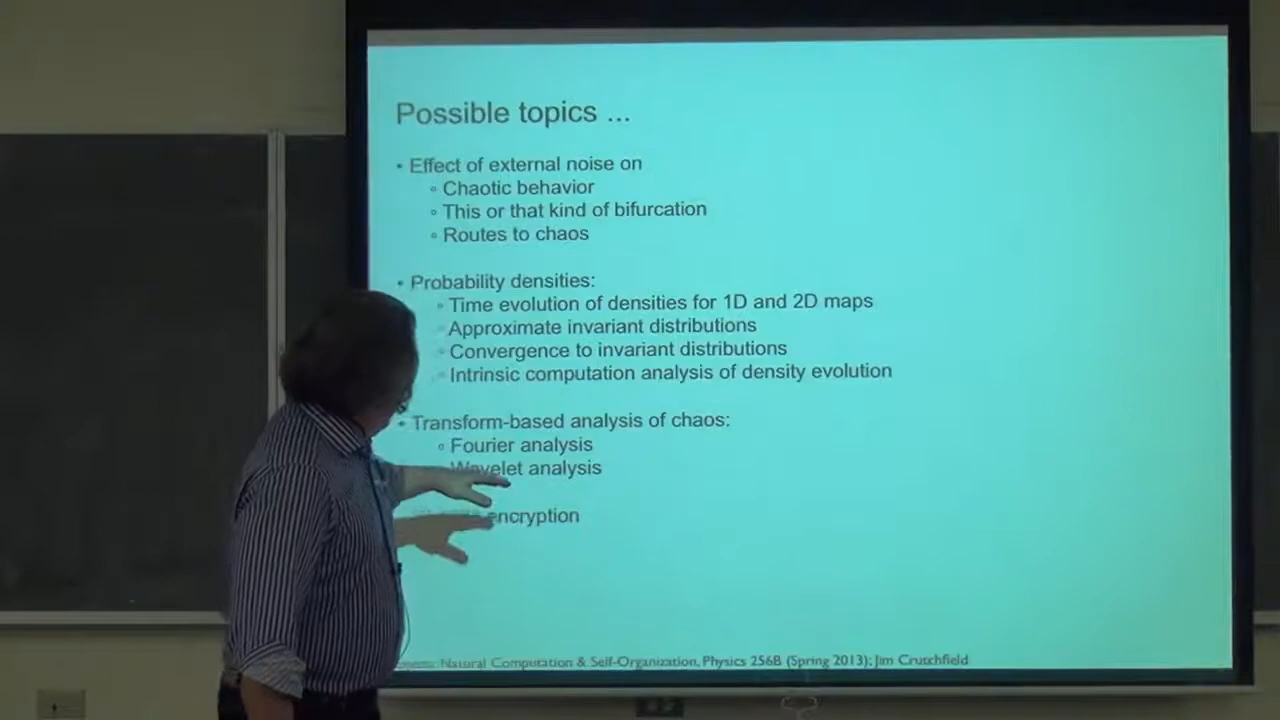 Possible topics ...
• Effect of external noise on
◦ Chaotic behavior
◦ This or that kind of bifurcation
◦ Routes to chaos
• Probability densities:
◦ Time evolution of densities for 1D and 2D maps
◦ Approximate invariant distributions
◦ Convergence to invariant distributions
◦ Intrinsic computation analysis of density evolution
• Transform-based analysis of chaos:
◦ Fourier analysis
Wavelet analysis
encryption
Natural Computation & Self-Organization, Physics 256B (Spring 2013); Jim Crutchfield